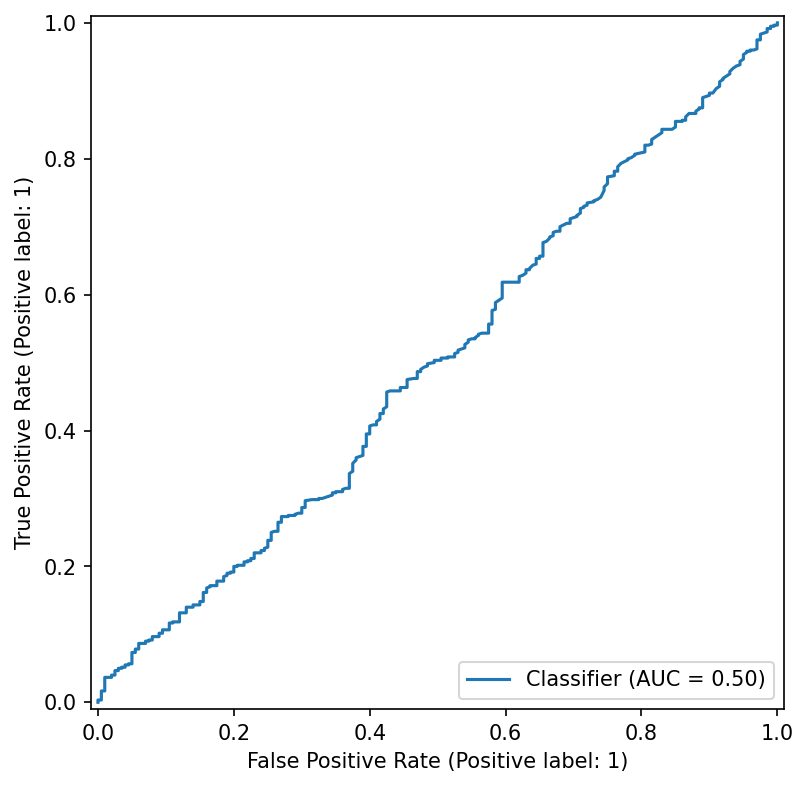 1.0
0.8
0.6
0.4
0.2
0.0
True Positive Rate (Positive label: 1)
Classifier (AUC = 0.50)
0.0 0.2 0.4 0.6 0.8 1.0
False Positive Rate (Positive label: 1)